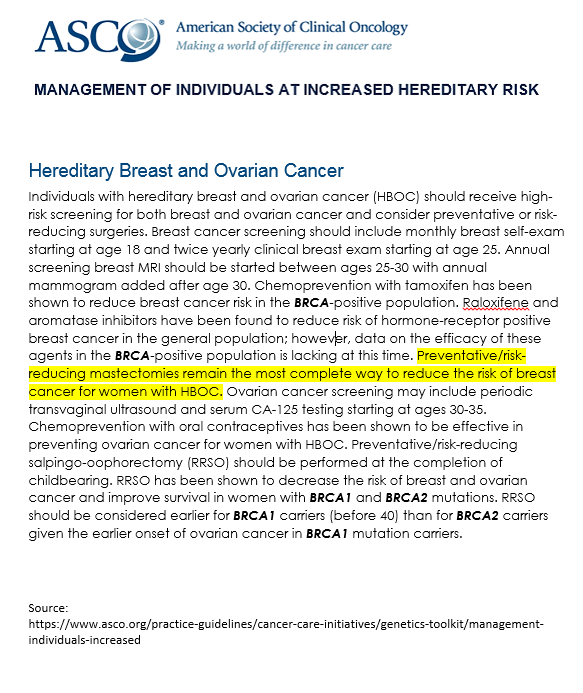 ASCO® American Society of Clinical Oncology
Making a world of difference in cancer care
MANAGEMENT OF INDIVIDUALS AT INCREASED HEREDITARY RISK
Hereditary Breast and Ovarian Cancer
Individuals with hereditary breast and ovarian cancer (HBOC) should receive high-
risk screening for both breast and ovarian cancer and consider preventative or risk-
reducing surgeries. Breast cancer screening should include monthly breast self-exam
starting at age 18 and twice yearly clinical breast exam starting at age 25. Annual
screening breast MRI should be started between ages 25-30 with annual
mammogram added after age 30. Chemoprevention with tamoxifen has been
shown to reduce breast cancer risk in the BRCA-positive population. Raloxifene and
aromatase inhibitors have been found to reduce risk of hormone-receptor positive
breast cancer in the general population; however, data on the efficacy of these
agents in the BRCA-positive population is lacking at this time. Preventative/risk-
reducing mastectomies remain the most complete way to reduce the risk of breast
cancer for women with HBOC. Ovarian cancer screening may include periodic
transvaginal ultrasound and serum CA-125 testing starting at ages 30-35.
Chemoprevention with oral contraceptives has been shown to be effective in
preventing ovarian cancer for women with HBOC. Preventative/risk-reducing
salpingo-oophorectomy (RRSO) should be performed at the completion of
childbearing. RRSO has been shown to decrease the risk of breast and ovarian
cancer and improve survival in women with BRCA1 and BRCA2 mutations. RRSO
should be considered earlier for BRCA1 carriers (before 40) than for BRCA2 carriers
given the earlier onset of ovarian cancer in BRCA1 mutation carriers.
Source:
https://www.asco.org/practice-guidelines/cancer-care-initiatives/genetics-toolkit/management-
individuals-increased